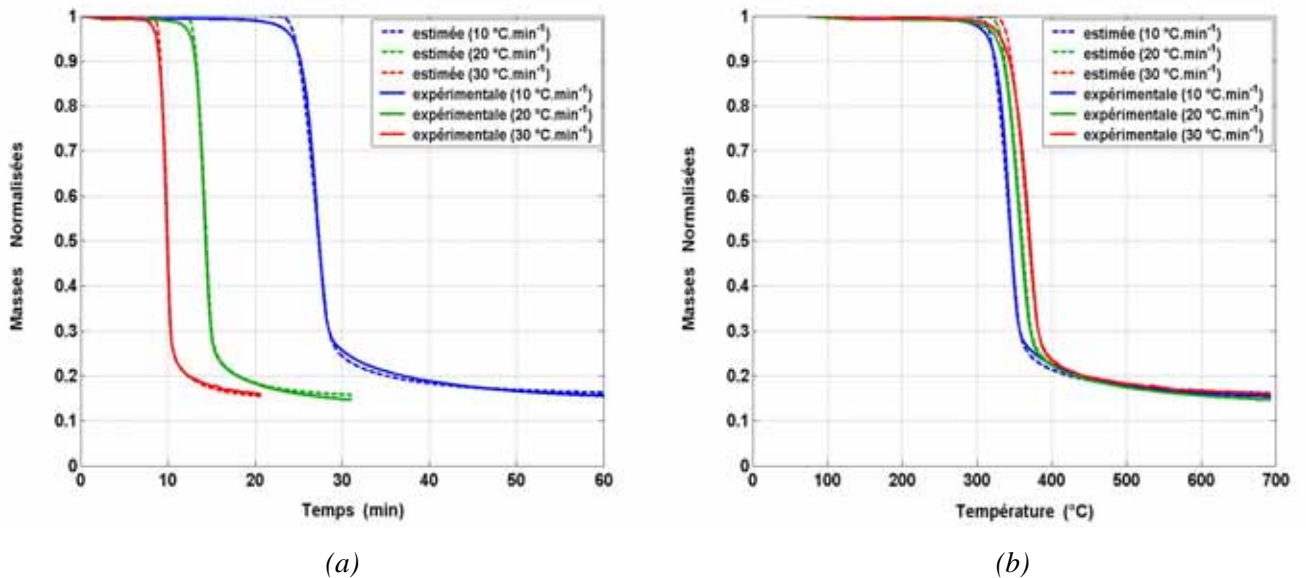 1
0.9
0.8
0.7
0.6
0.5
0.4
0.3
0.2
0.1
0
Masses Normalisées
estimée (10 °C.min-1)
estimée (20 °C.min-1)
estimée (30 °C.min-1)
expérimentale (10 °C.min-1)
expérimentale (20 °C.min-1)
expérimentale (30 °C.min-1)
0 10 20 30 40 50 60
Temps (min)
(a)
1
0.9
0.8
0.7
0.6
0.5
0.4
0.3
0.2
0.1
0
Masses Normalisées
estimée (10 °C.min-1)
estimée (20 °C.min-1)
estimée (30 °C.min-1)
expérimentale (10 °C.min-1)
expérimentale (20 °C.min-1)
expérimentale (30 °C.min-1)
0 100 200 300 400 500 600 700
Température (°C)
(b)